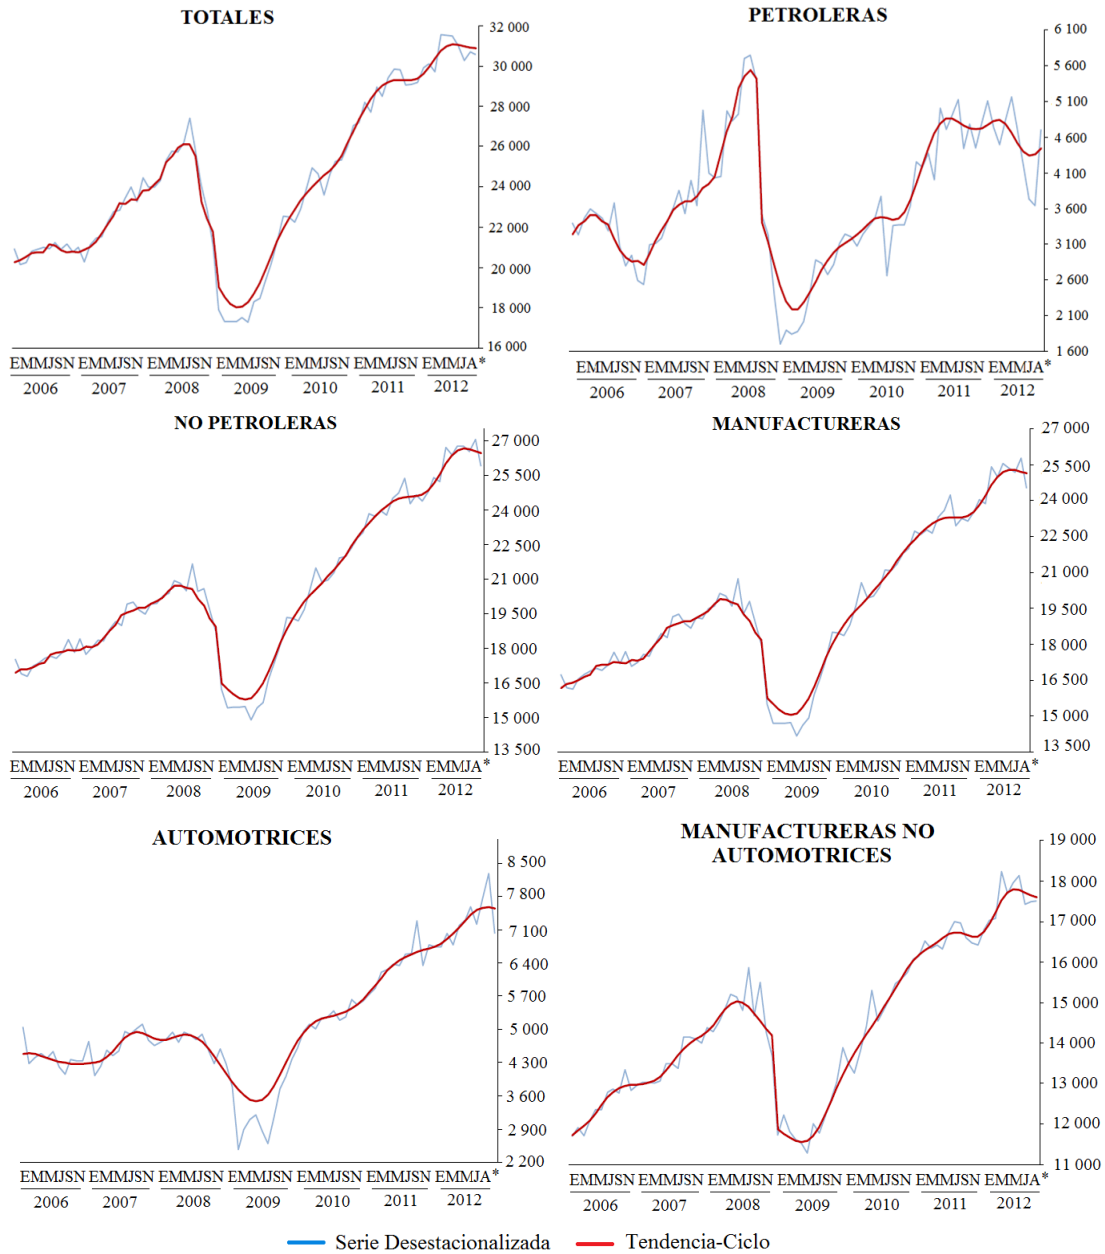 TOTALES
32 000
30 000
28 000
26 000
24 000
22 000
20 000
18 000
16 000
EMMJSN EMMJSN EMMJSN EMMJSN EMMJSN EMMJSN EMMJA*
2006 2007 2008 2009 2010 2011 2012
PETROLERAS
6 100
5 600
5 100
4 600
4 100
3 600
3 100
2 600
2 100
1 600
EMMJSN EMMJSN EMMJSN EMMJSN EMMJSN EMMJSN EMMJA*
2006 2007 2008 2009 2010 2011 2012
NO PETROLERAS
27 000
25 500
24 000
22 500
21 000
19 500
18 000
16 500
15 000
13 500
EMMJSN EMMJSN EMMJSN EMMJSN EMMJSN EMMJSN EMMJA*
2006 2007 2008 2009 2010 2011 2012
MANUFACTURERAS
27 000
25 500
24 000
22 500
21 000
19 500
18 000
16 500
15 000
13 500
EMMJSN EMMJSN EMMJSN EMMJSN EMMJSN EMMJSN EMMJA*
2006 2007 2008 2009 2010 2011 2012
AUTOMOTRICES
8 500
7 800
7 100
6 400
5 700
5 000
4 300
3 600
2 900
2 200
EMMJSN EMMJSN EMMJSN EMMJSN EMMJSN EMMJSN EMMJA*
2006 2007 2008 2009 2010 2011 2012
MANUFACTURERAS NO
AUTOMOTRICES
19 000
18 000
17 000
16 000
15 000
14 000
13 000
12 000
11 000
EMMJSN EMMJSN EMMJSN EMMJSN EMMJSN EMMJSN EMMJA*
2006 2007 2008 2009 2010 2011 2012
Serie Desestacionalizada Tendencia-Ciclo